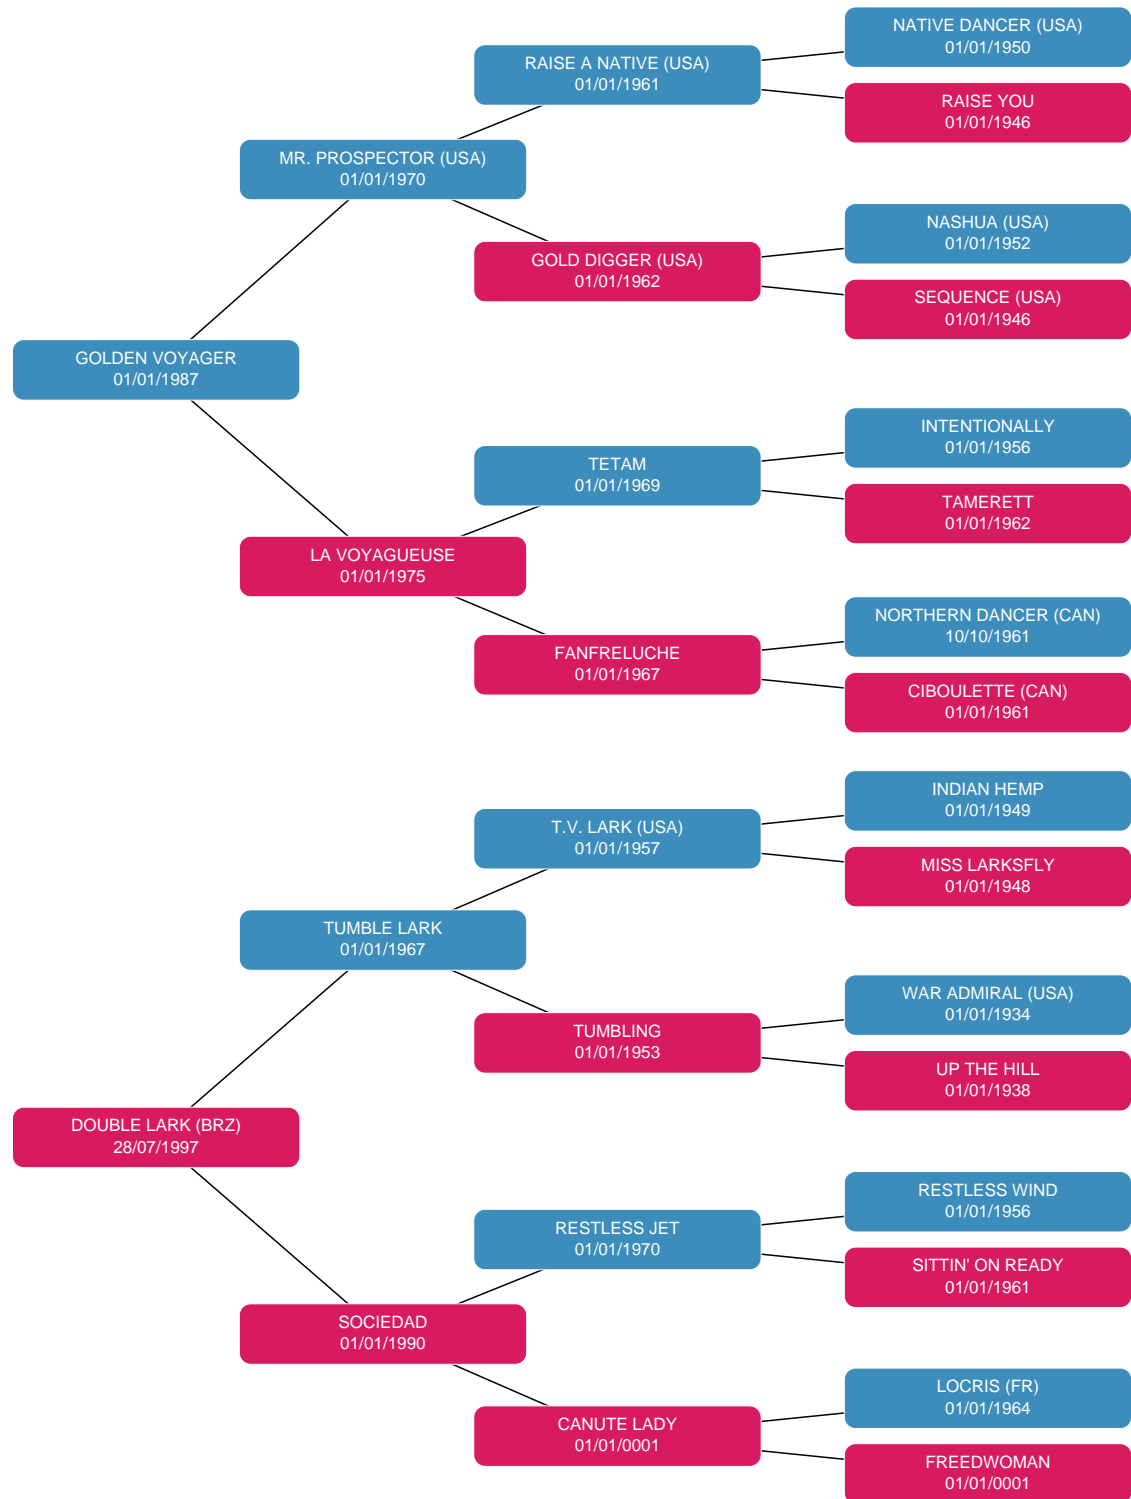 NATIVE DANCER (USA)
01/01/1950
RAISE A NATIVE (USA)
01/01/1961
RAISE YOU
01/01/1946
MR. PROSPECTOR (USA)
01/01/1970
NASHUA (USA)
01/01/1952
GOLD DIGGER (USA)
01/01/1962
SEQUENCE (USA)
01/01/1946
GOLDEN VOYAGER
01/01/1987
INTENTIONALLY
01/01/1956
TETAM
01/01/1969
TAMERETT
01/01/1962
LA VOYAGUEUSE
01/01/1975
NORTHERN DANCER (CAN)
10/10/1961
FANFRELUCHE
01/01/1967
CIBOULETTE (CAN)
01/01/1961
INDIAN HEMP
01/01/1949
T.V. LARK (USA)
01/01/1957
MISS LARKSFLY
01/01/1948
TUMBLE LARK
01/01/1967
WAR ADMIRAL (USA)
01/01/1934
TUMBLING
01/01/1953
UP THE HILL
01/01/1938
DOUBLE LARK (BRZ)
28/07/1997
RESTLESS WIND
01/01/1956
RESTLESS JET
01/01/1970
SITTIN' ON READY
01/01/1961
SOCIEDAD
01/01/1990
LOCRIS (FR)
01/01/1964
CANUTE LADY
01/01/0001
FREEDWOMAN
01/01/0001